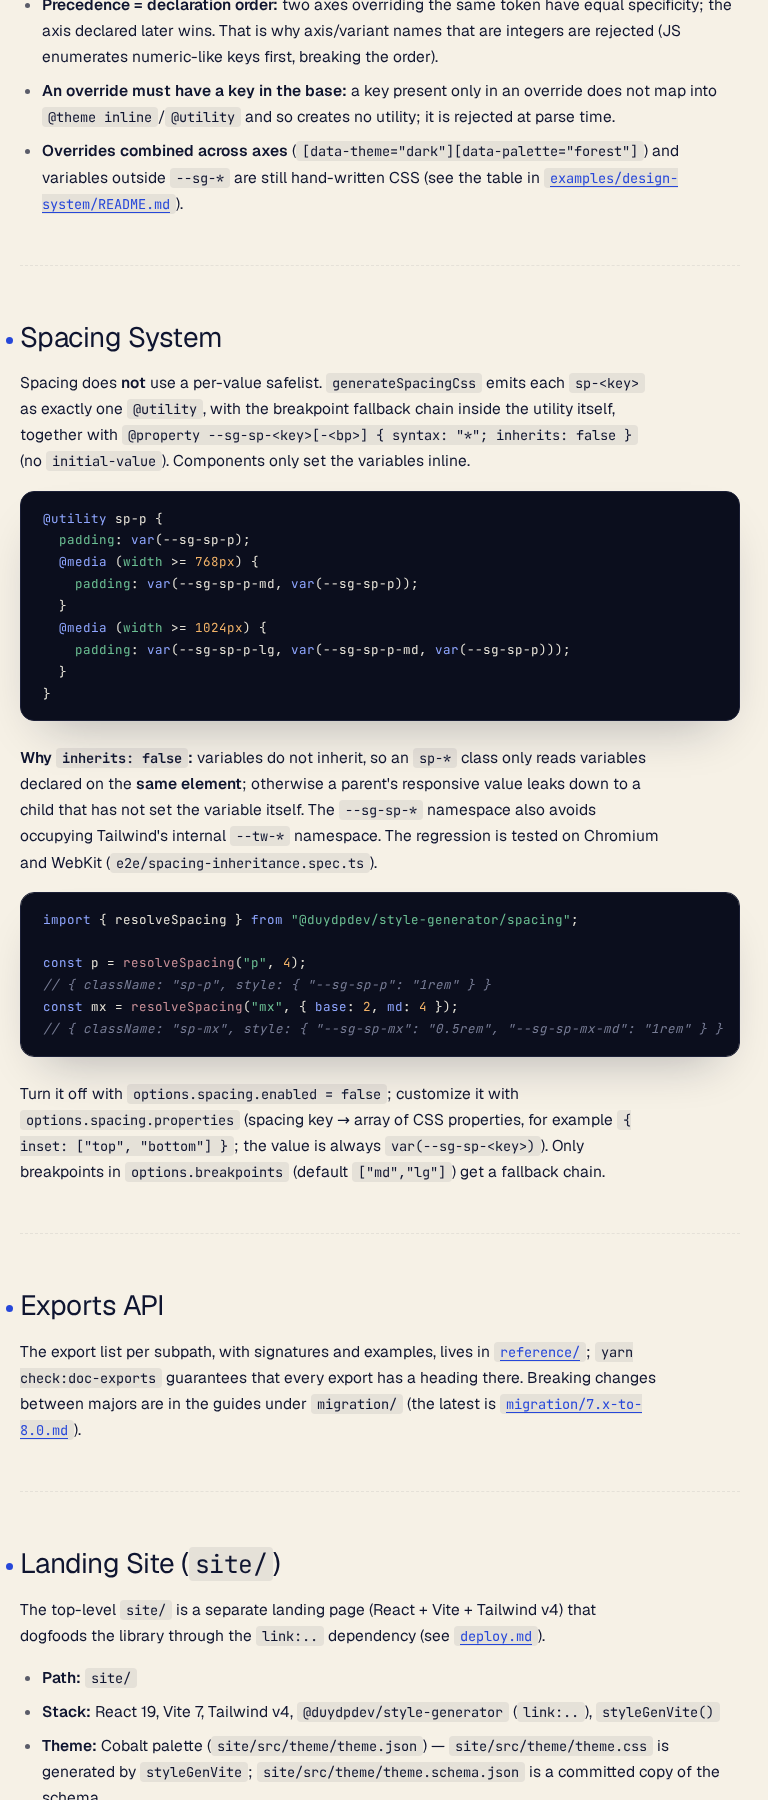 Precedence = declaration order: two axes overriding the same token have equal specificity; the
axis declared later wins. That is why axis/variant names that are integers are rejected (JS
enumerates numeric-like keys first, breaking the order).
An override must have a key in the base: a key present only in an override does not map into
@theme inline/@utility and so creates no utility; it is rejected at parse time.
Overrides combined across axes ([data-theme="dark"][data-palette="forest"]) and
variables outside --sg-* are still hand-written CSS (see the table in examples/design-
system/README.md).
Spacing System
Spacing does not use a per-value safelist. generateSpacingCss emits each sp-<key>
as exactly one @utility, with the breakpoint fallback chain inside the utility itself,
together with @property --sg-sp-<key>[-<bp>] { syntax: "*"; inherits: false }
(no initial-value). Components only set the variables inline.
@utility sp-p {
  padding: var(--sg-sp-p);
  @media (width >= 768px) {
    padding: var(--sg-sp-p-md, var(--sg-sp-p));
  }
  @media (width >= 1024px) {
    padding: var(--sg-sp-p-lg, var(--sg-sp-p-md, var(--sg-sp-p)));
  }
}
Why inherits: false: variables do not inherit, so an sp-* class only reads variables
declared on the same element; otherwise a parent's responsive value leaks down to a
child that has not set the variable itself. The --sg-sp-* namespace also avoids
occupying Tailwind's internal --tw-* namespace. The regression is tested on Chromium
and WebKit (e2e/spacing-inheritance.spec.ts).
import { resolveSpacing } from "@duydpdev/style-generator/spacing";
const p = resolveSpacing("p", 4);
// { className: "sp-p", style: { "--sg-sp-p": "1rem" } }
const mx = resolveSpacing("mx", { base: 2, md: 4 });
// { className: "sp-mx", style: { "--sg-sp-mx": "0.5rem", "--sg-sp-mx-md": "1rem" } }
Turn it off with options.spacing.enabled = false; customize it with
options.spacing.properties (spacing key → array of CSS properties, for example {
inset: ["top", "bottom"] }; the value is always var(--sg-sp-<key>)). Only
breakpoints in options.breakpoints (default ["md","lg"]) get a fallback chain.
Exports API
The export list per subpath, with signatures and examples, lives in reference/; yarn
check:doc-exports guarantees that every export has a heading there. Breaking changes
between majors are in the guides under migration/ (the latest is migration/7.x-to-
8.0.md).
Landing Site (site/)
The top-level site/ is a separate landing page (React + Vite + Tailwind v4) that
dogfoods the library through the link:.. dependency (see deploy.md).
Path: site/
Stack: React 19, Vite 7, Tailwind v4, @duydpdev/style-generator (link:..), styleGenVite()
Theme: Cobalt palette (site/src/theme/theme.json) — site/src/theme/theme.css is
generated by styleGenVite; site/src/theme/theme.schema.json is a committed copy of the
schema